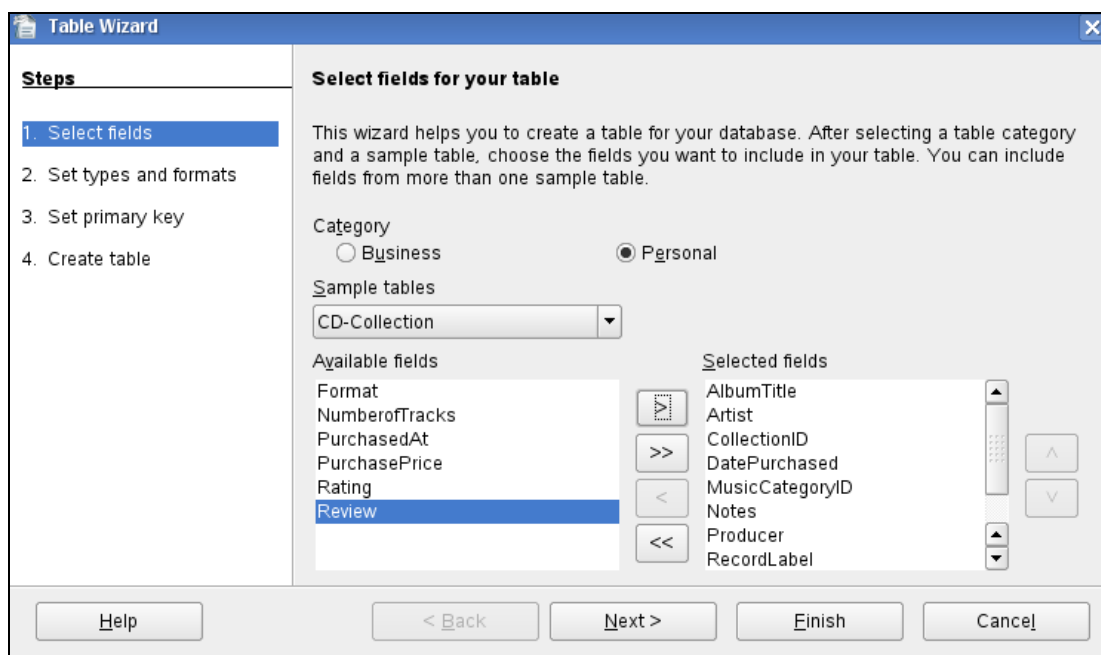 Table Wizard
Steps
1. Select fields
2. Set types and formats
3. Set primary key
4. Create table
Select fields for your table
This wizard helps you to create a table for your database. After selecting a table category
and a sample table, choose the fields you want to include in your table. You can include
fields from more than one sample table.
Category
Business
Personal
Sample tables
CD-Collection
Available fields
Format
NumberofTracks
PurchasedAt
PurchasePrice
Rating
Review
>
>>
<
<<
Selected fields
AlbumTitle
Artist
CollectionID
DatePurchased
MusicCategoryID
Notes
Producer
RecordLabel
Help
< Back
Next >
Finish
Cancel